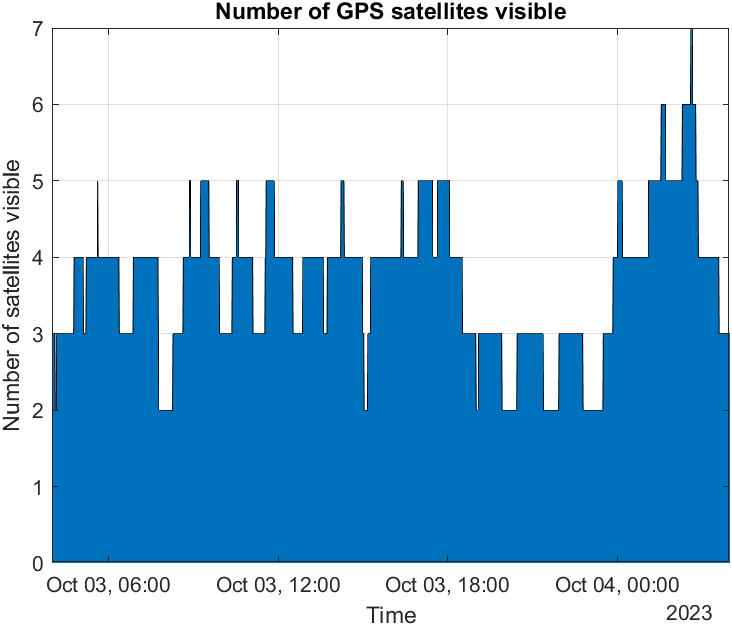 Number of GPS satellites visible
Number of satellites visible
7
6
5
4
3
2
1
0
Oct 03, 06:00 Oct 03, 12:00 Oct 03, 18:00 Oct 04, 00:00
Time
2023